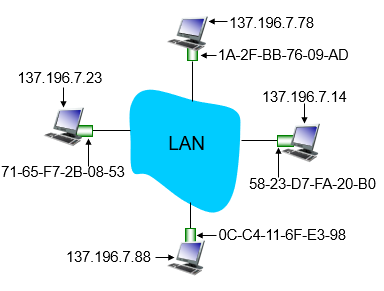 137.196.7.78
1A-2F-BB-76-09-AD
137.196.7.23
137.196.7.14
LAN
71-65-F7-2B-08-53
58-23-D7-FA-20-B0
0C-C4-11-6F-E3-98
137.196.7.88